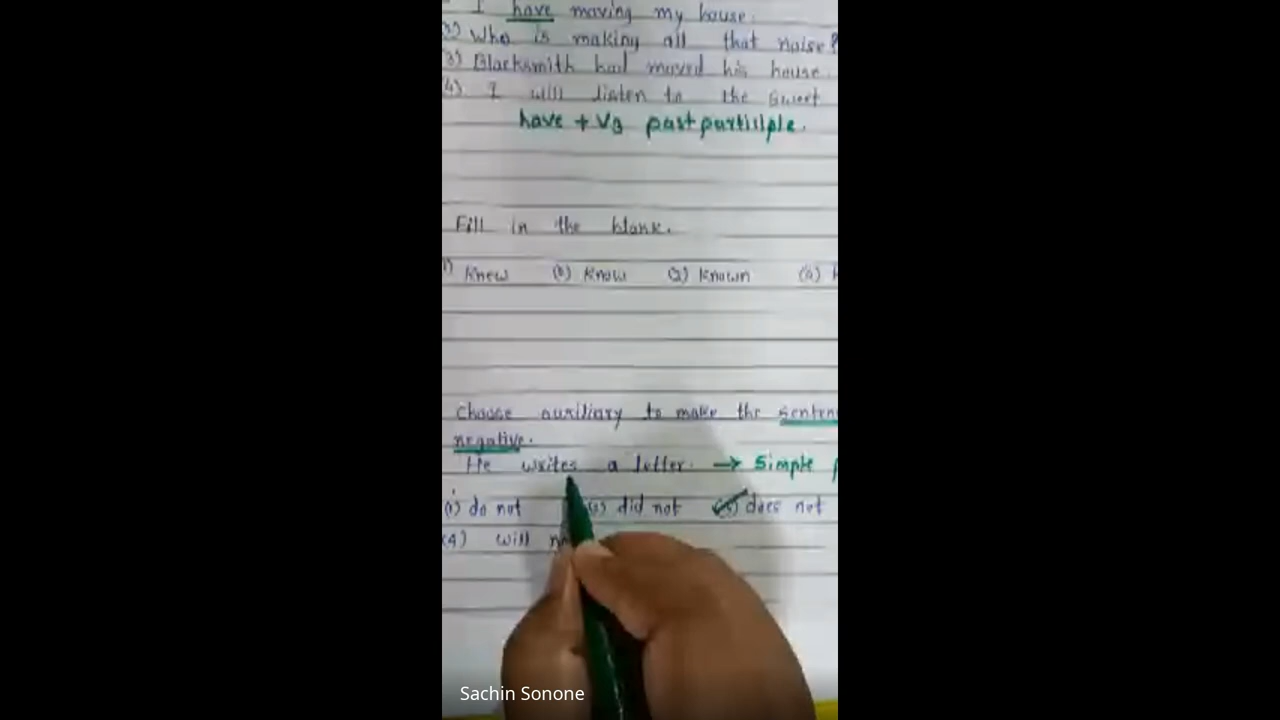 I have moving my house.
2) Who is making all that noise?
3) Blacksmith had moved his house.
(4) I will listen to the sweet
have + V3 past participle.
Fill in the blank.
1) Knew (2) Know (3) Known (4)
Choose auxiliary to make the senten
negative.
He writes a letter. → Simple p
(1) do not (2) did not (3) does not
(4) will
Sachin Sonone